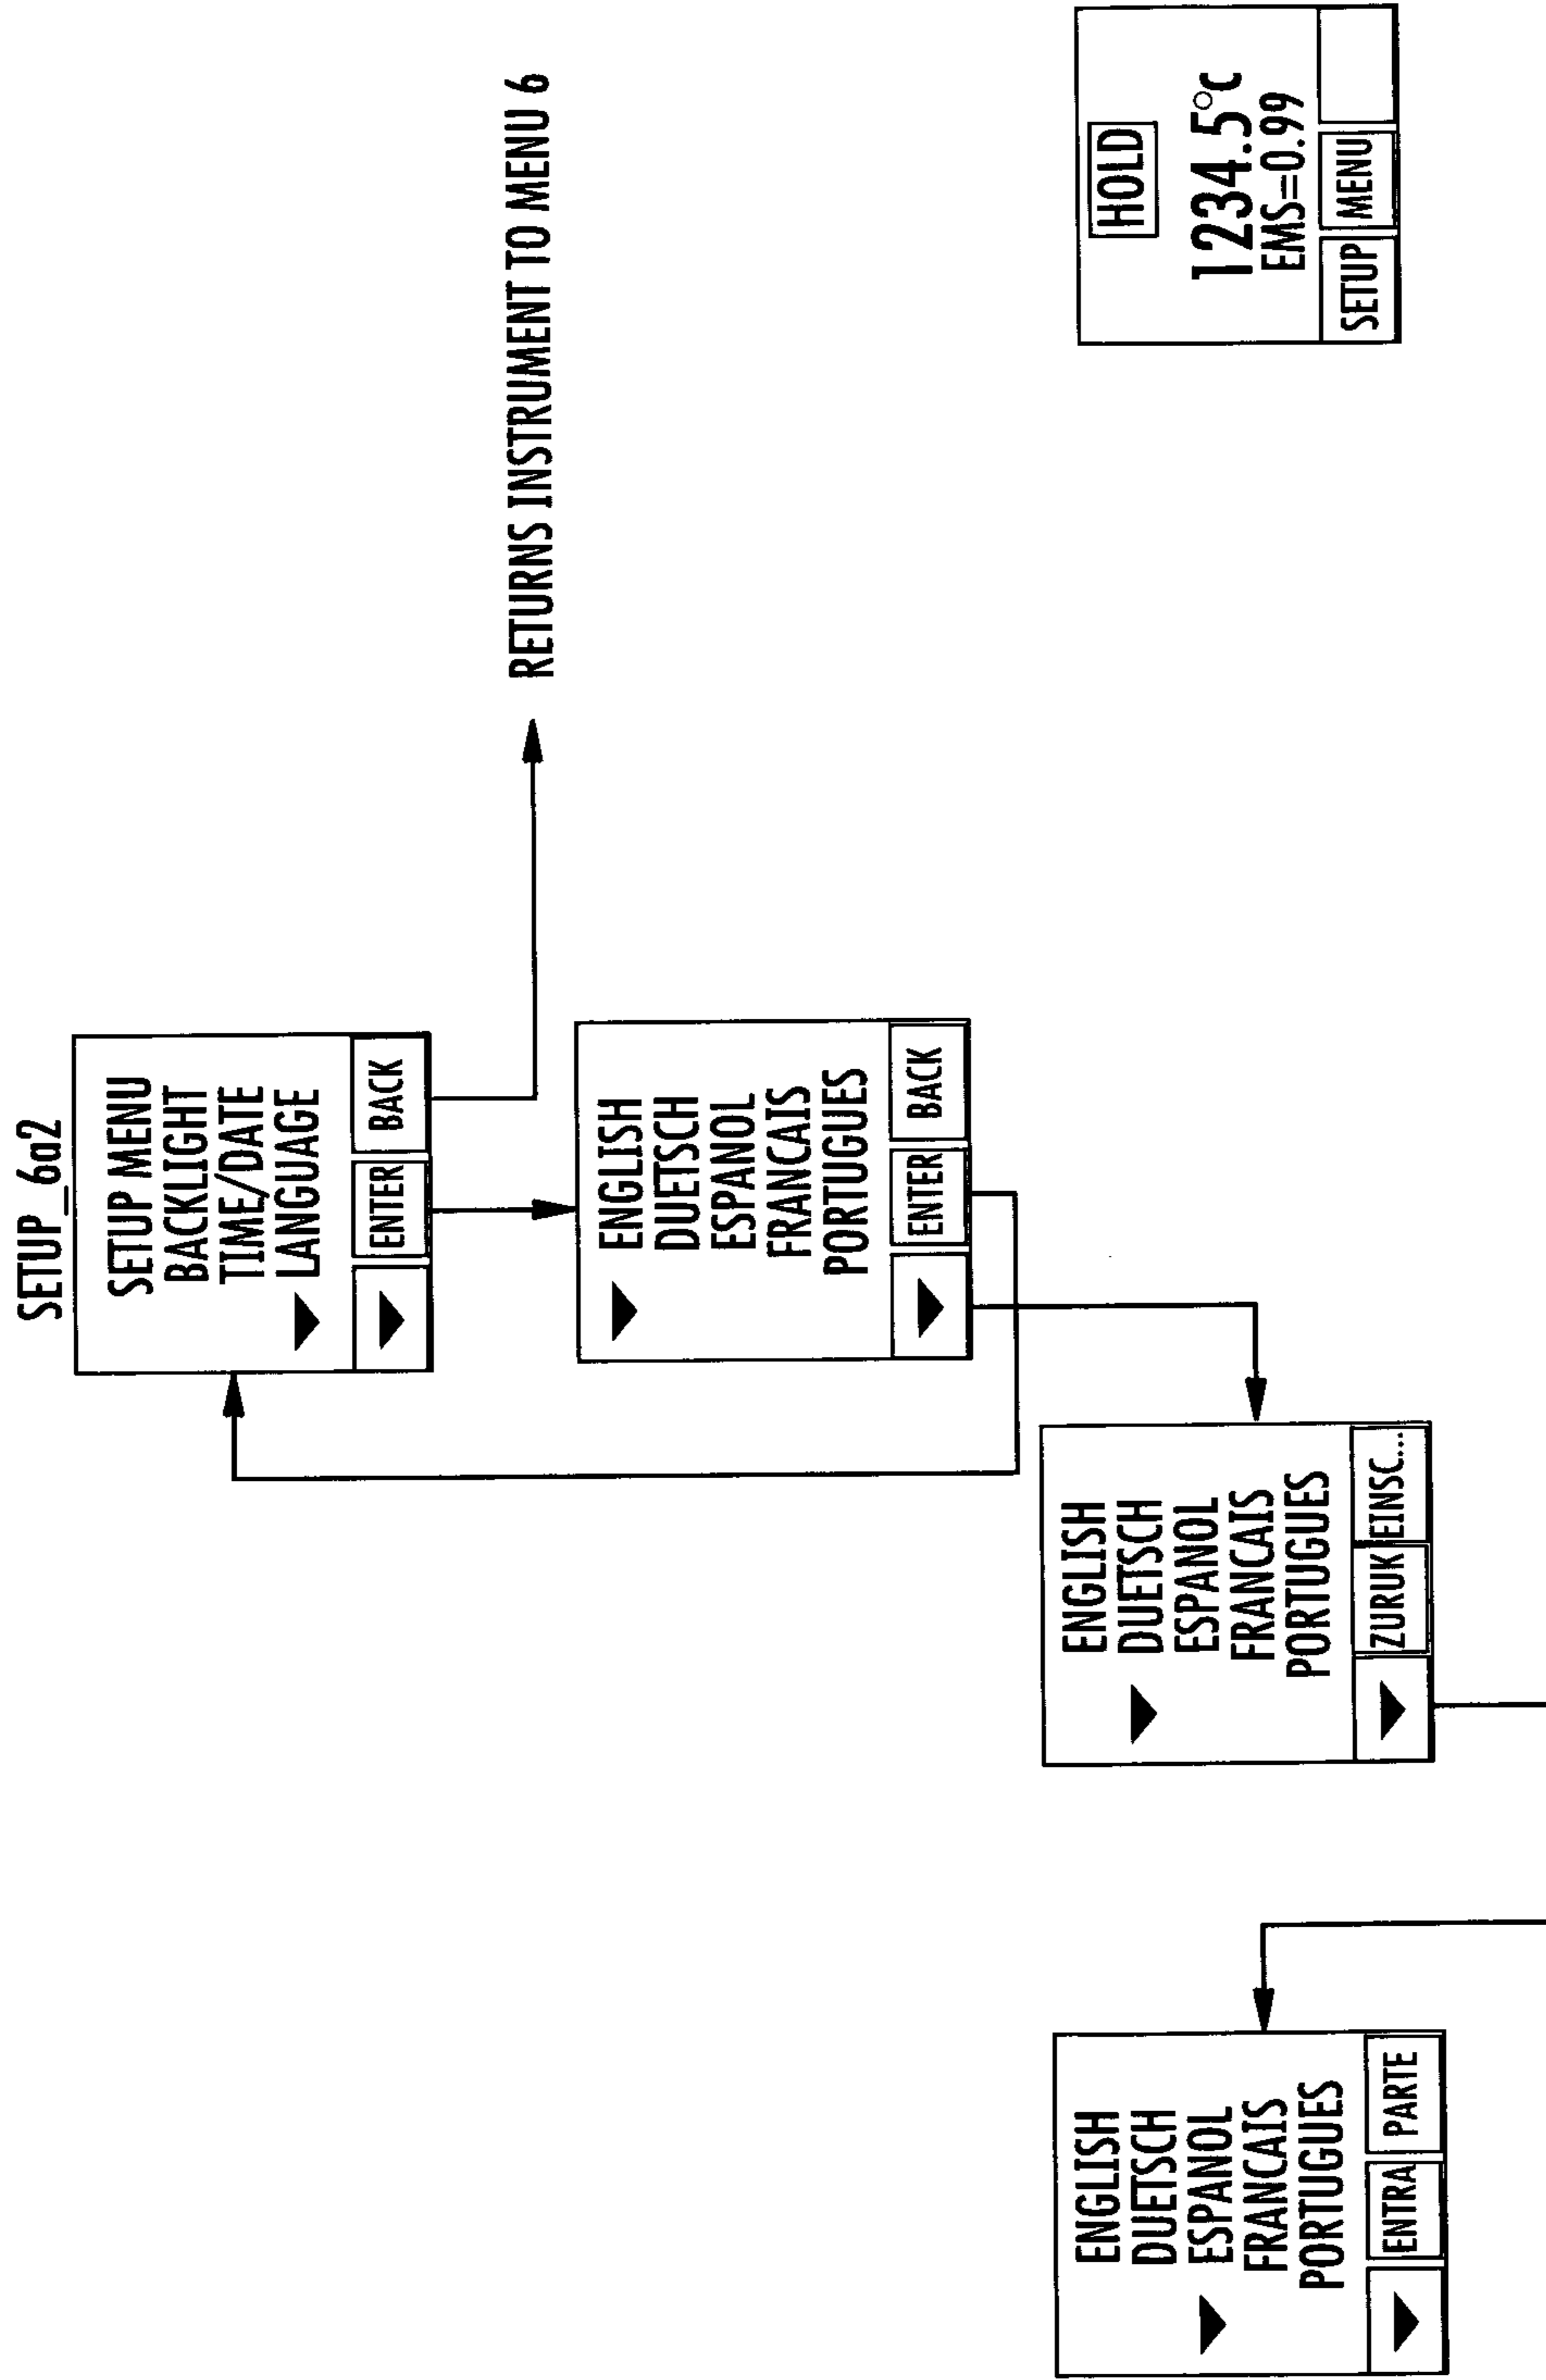 SETUP_6a2
SETUP MENU
BACKLIGHT
TIME/DATE
LANGUAGE
ENTER BACK
RETURNS INSTRUMENT TO MENU 6
ENGLISH
DUETSCH
ESPANOL
FRANCAIS
PORTUGUES
ENTER BACK
ENGLISH
DUETSCH
ESPANOL
FRANCAIS
PORTUGUES
ENTRA PARTE
ENGLISH
DUETSCH
ESPANOL
FRANCAIS
PORTUGUES
ZURUK EINSC...
HOLD
1234.5°C
EMS=0.99
SETUP MENU